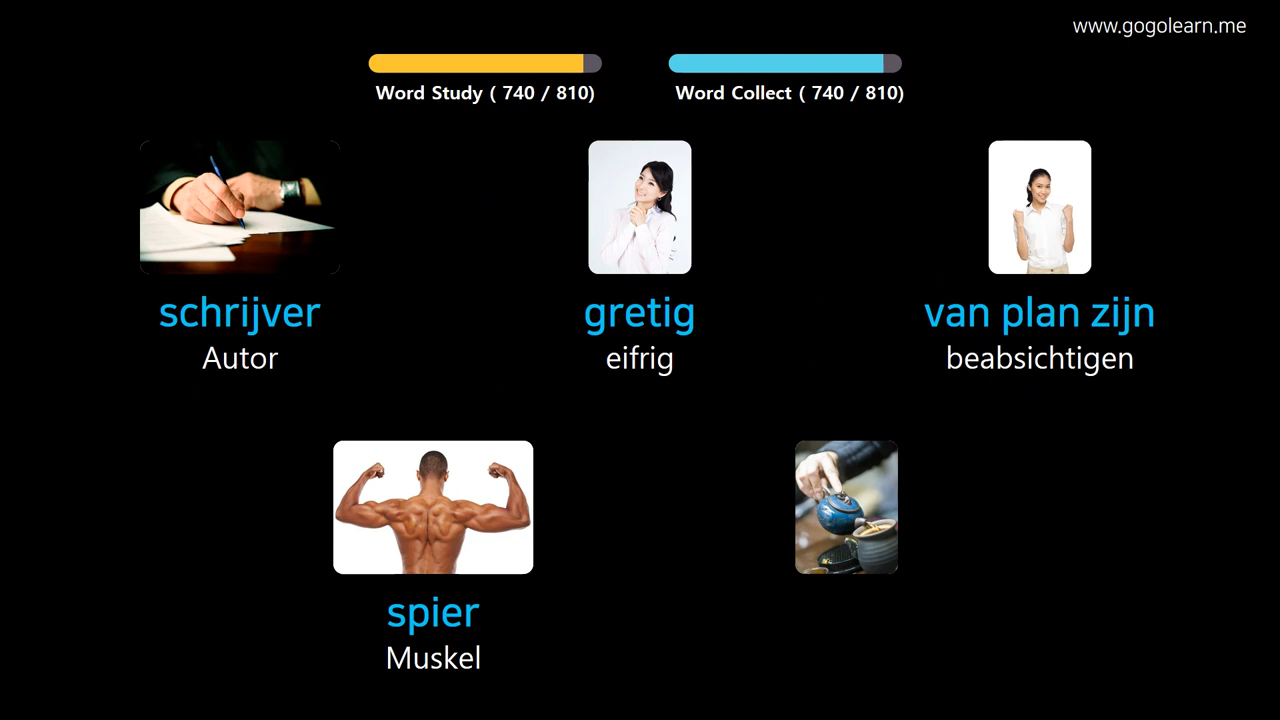 www.gogolearn.me
Word Study ( 740 / 810)
Word Collect ( 740 / 810)
schrijver
Autor
gretig
eifrig
van plan zijn
beabsichtigen
spier
Muskel